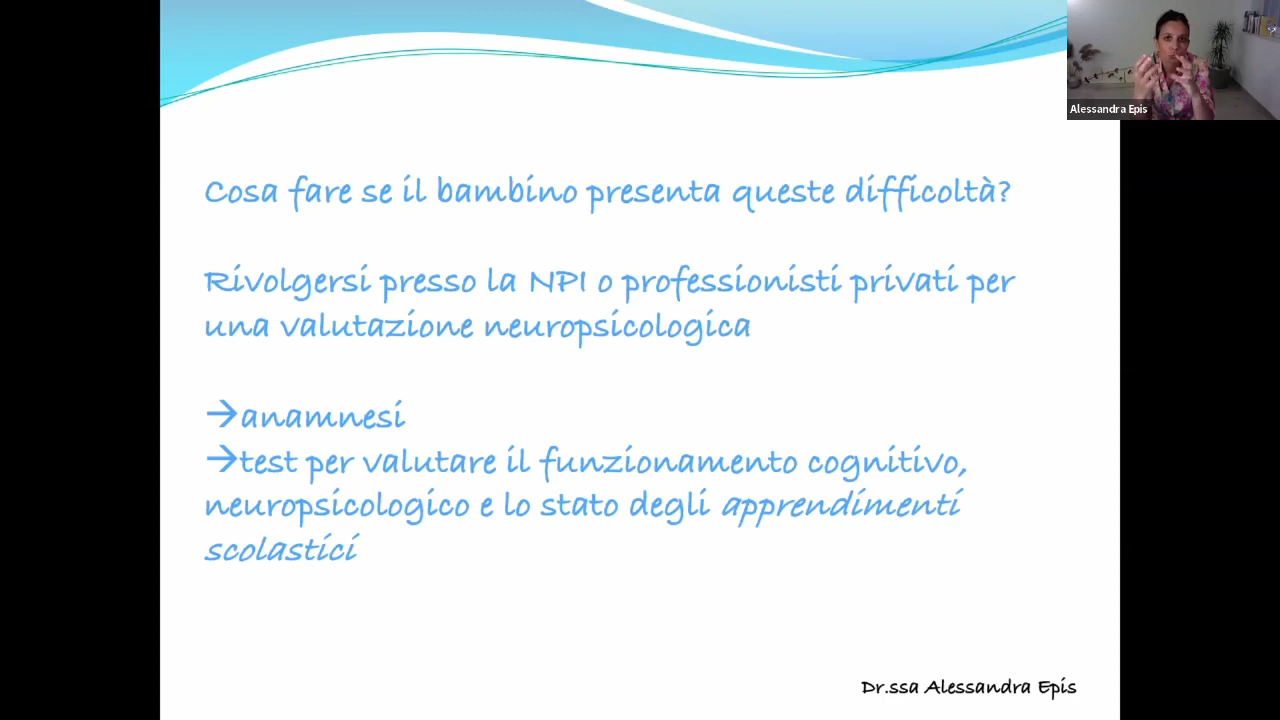 Alessandra Epis
Cosa fare se il bambino presenta queste difficoltà?
Rivolgersi presso la NPI o professionisti privati per
una valutazione neuropsicologica
→anamnesi
→test per valutare il funzionamento cognitivo,
neuropsicologico e lo stato degli apprendimenti
scolastici
Dr.ssa Alessandra Epis